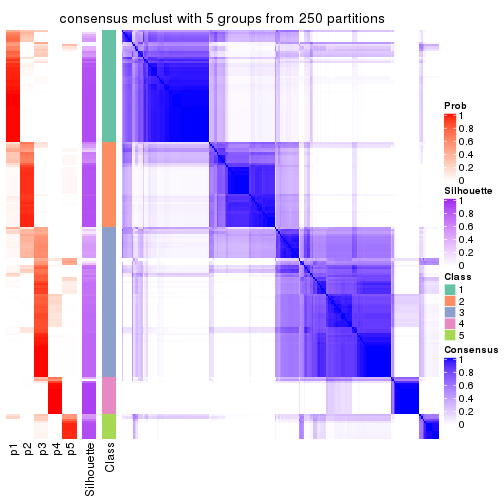 consensus mclust with 5 groups from 250 partitions
Prob
1
0.8
0.6
0.4
0.2
0
Silhouette
1
0.8
0.6
0.4
0.2
0
Class
1
2
3
4
5
Consensus
1
0.8
0.6
0.4
0.2
0
p1
p2
p3
p4
p5
Silhouette
Class